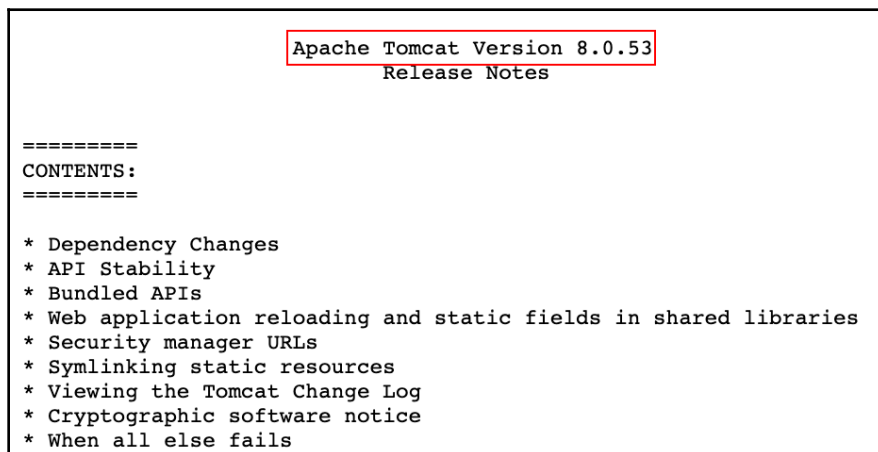 Apache Tomcat Version 8.0.53
Release Notes
=========
CONTENTS:
=========
* Dependency Changes
* API Stability
* Bundled APIs
* Web application reloading and static fields in shared libraries
* Security manager URLs
* Symlinking static resources
* Viewing the Tomcat Change Log
* Cryptographic software notice
* When all else fails